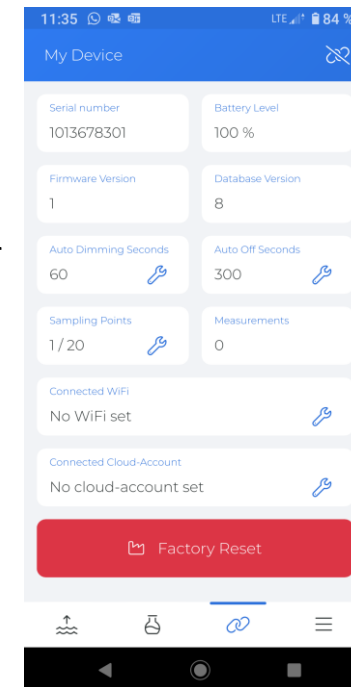 11:35 LTE 84 %
My Device
Serial number Battery Level
1013678301 100 %
Firmware Version Database Version
1 8
Auto Dimming Seconds Auto Off Seconds
60 300
Sampling Points Measurements
1 / 20 0
Connected WiFi
No WiFi set
Connected Cloud-Account
No cloud-account set
Factory Reset